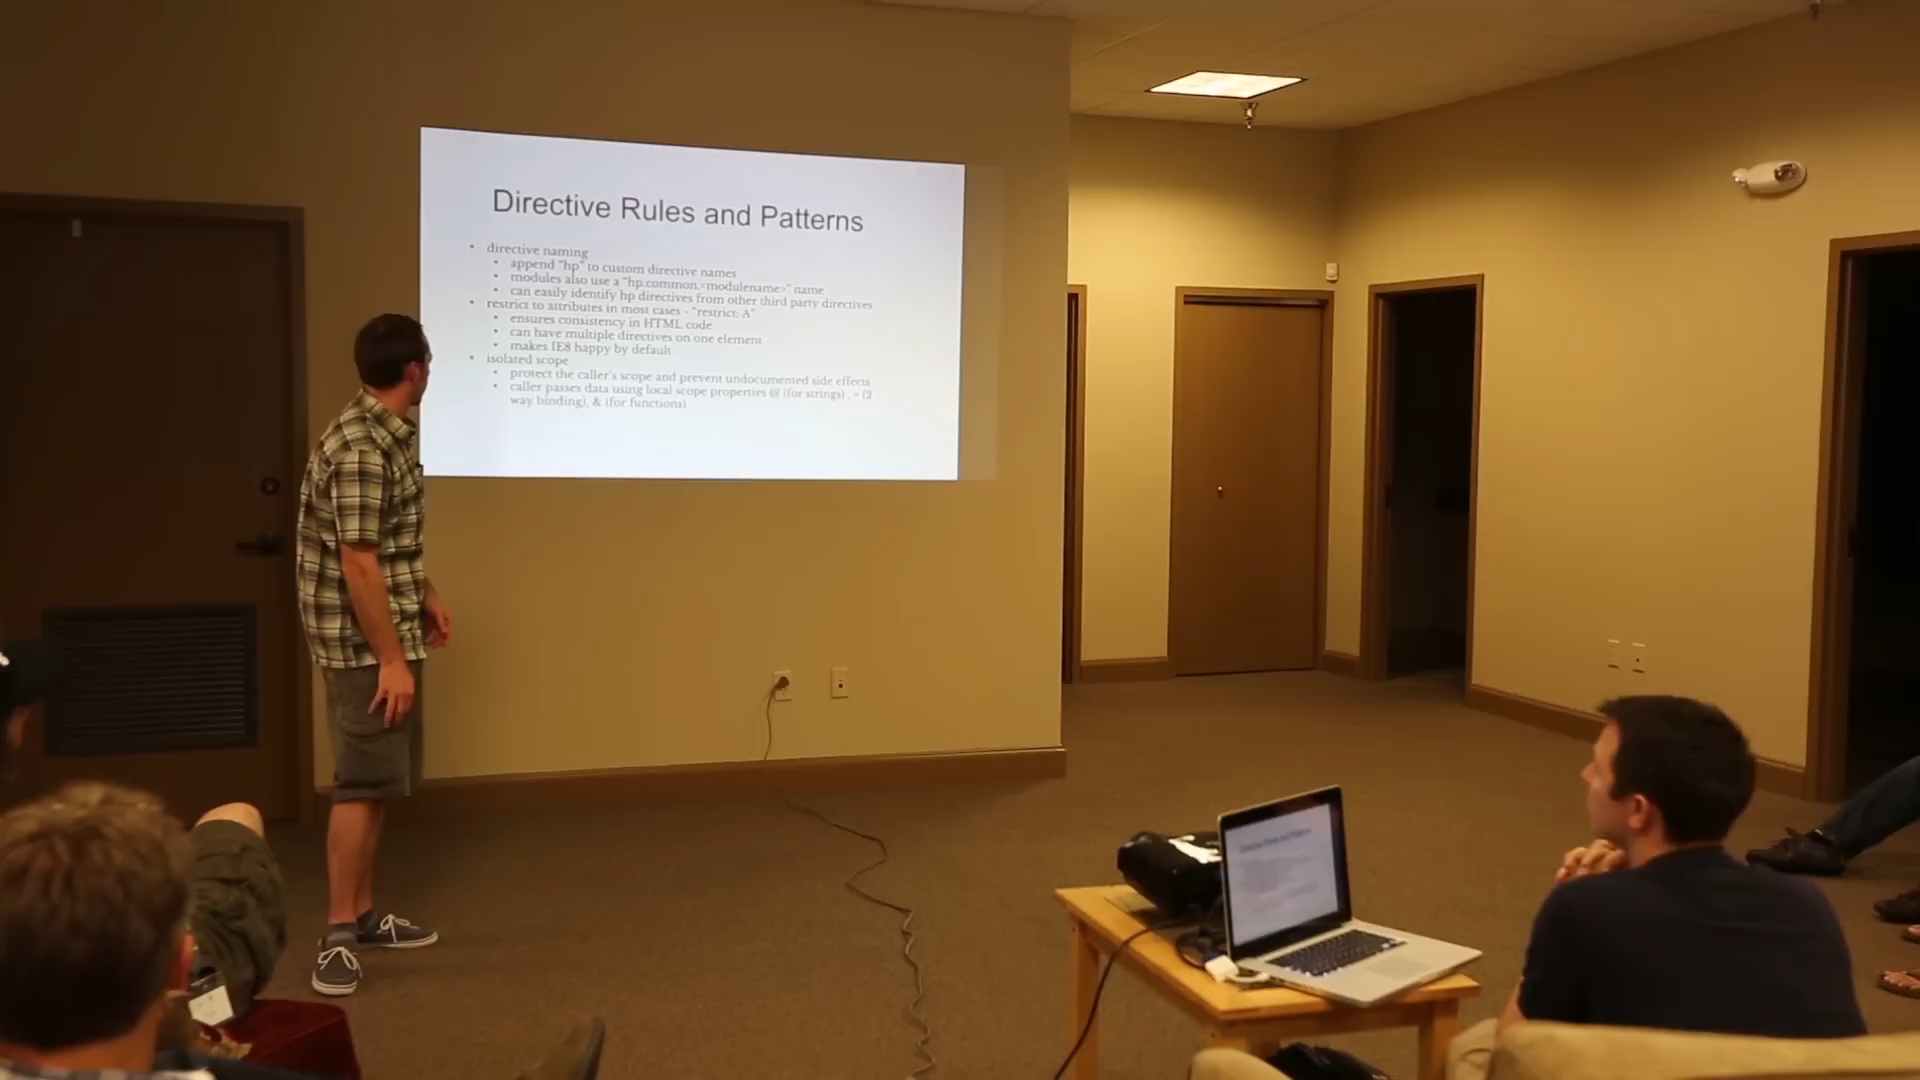 Directive Rules and Patterns
• directive naming
• append "hp" to custom directive names
• modules also use a "hp.common.<modulename>" name
• can easily identify hp directives from other third party directives
• restrict to attributes in most cases - "restrict: A"
• ensures consistency in HTML code
• can have multiple directives on one element
• makes IE8 happy by default
• isolated scope
• protect the caller's scope and prevent undocumented side effects
• caller passes data using local scope properties @ (for strings) , = (2
way binding), & (for functions)